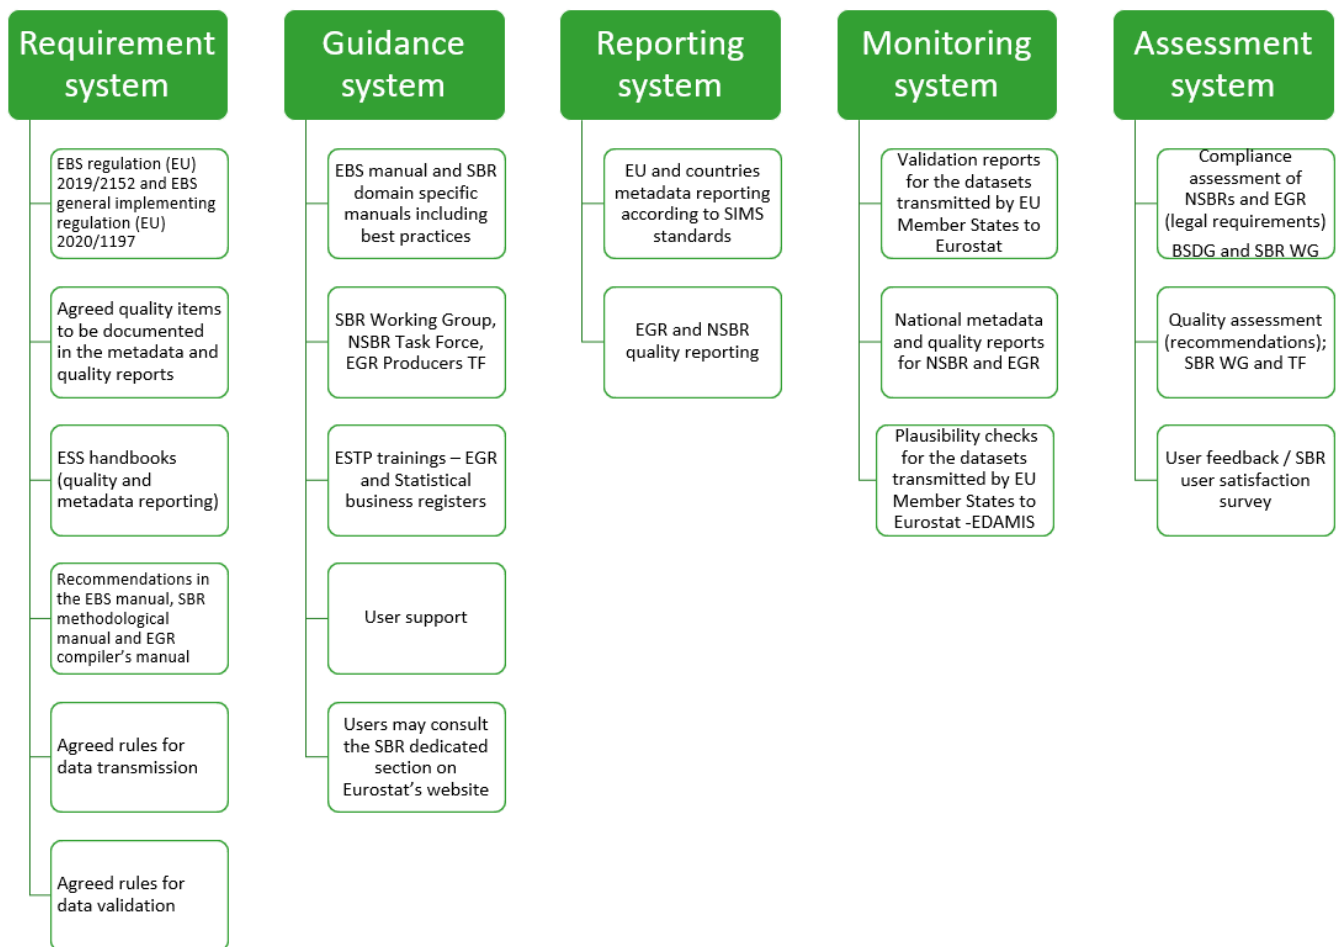 Requirement
system
EBS regulation (EU)
2019/2152 and EBS
general implementing
regulation (EU)
2020/1197
Agreed quality items
to be documented
in the metadata and
quality reports
ESS handbooks
(quality and
metadata reporting)
Recommendations in
the EBS manual, SBR
methodological
manual and EGR
compiler’s manual
Agreed rules for
data transmission
Agreed rules for
data validation
Guidance
system
EBS manual and SBR
domain specific
manuals including
best practices
SBR Working Group,
NSBR Task Force,
EGR Producers TF
ESTP trainings – EGR
and Statistical
business registers
User support
Users may consult
the SBR dedicated
section on
Eurostat’s website
Reporting
system
EU and countries
metadata reporting
according to SIMS
standards
EGR and NSBR
quality reporting
Monitoring
system
Validation reports
for the datasets
transmitted by EU
Member States to
Eurostat
National metadata
and quality reports
for NSBR and EGR
Plausibility checks
for the datasets
transmitted by EU
Member States to
Eurostat -EDAMIS
Assessment
system
Compliance
assessment of
NSBRs and EGR
(legal requirements)
BSDG and SBR WG
Quality assessment
(recommendations);
SBR WG and TF
User feedback / SBR
user satisfaction
survey